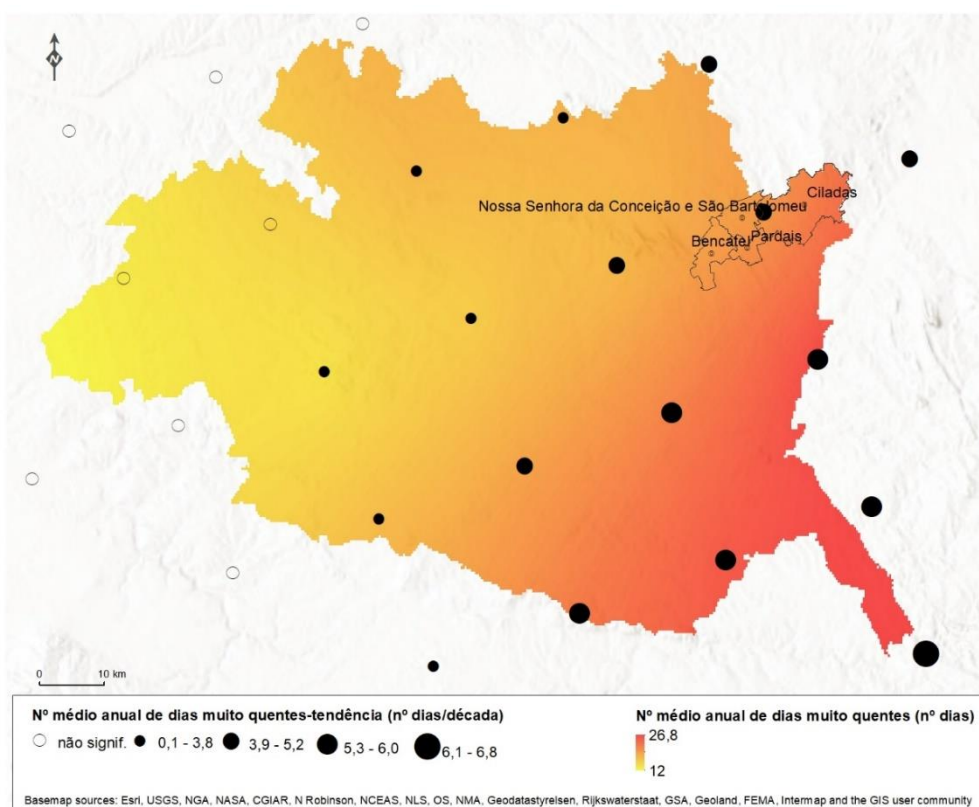 N
Ciladas
Nossa Senhora da Conceição e São Bartolomeu
Bencatel Pardais
0 10 km
Nº médio anual de dias muito quentes-tendência (nº dias/década)
não signif. 0,1 - 3,8 3,9 - 5,2 5,3 - 6,0 6,1 - 6,8
Nº médio anual de dias muito quentes (nº dias)
26,8
12
Basemap sources: Esri, USGS, NGA, NASA, CGIAR, N Robinson, NCEAS, NLS, OS, NMA, Geodatastyrelsen, Rijkswaterstaat, GSA, Geoland, FEMA, Intermap and the GIS user community